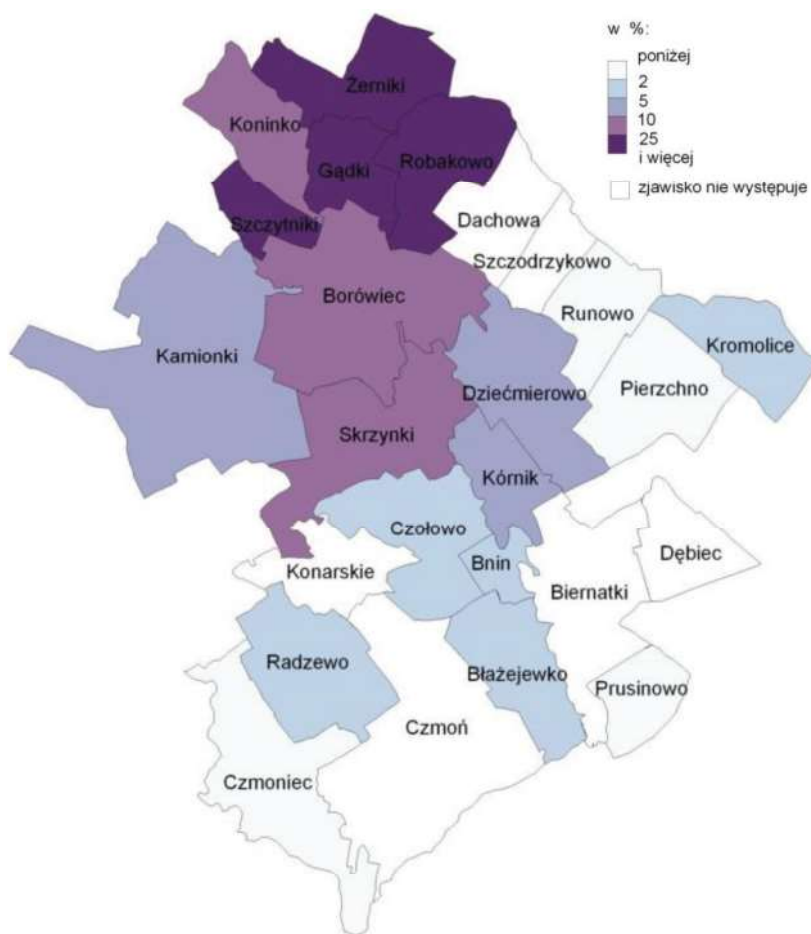 w %:
poniżej
2
5
10
25
i więcej
zjawisko nie występuje
Żerniki
Koninko
Gądki
Robakowo
Szczytniki
Dachowa
Szczodrzykowo
Borówiec
Runowo
Kromolice
Kamionki
Pierzchno
Dziećmierowo
Skrzynki
Kórnik
Czołowo
Dębiec
Bnin
Konarskie
Biernatki
Radzewo
Błażejewko
Prusinowo
Czmoń
Czmoniec